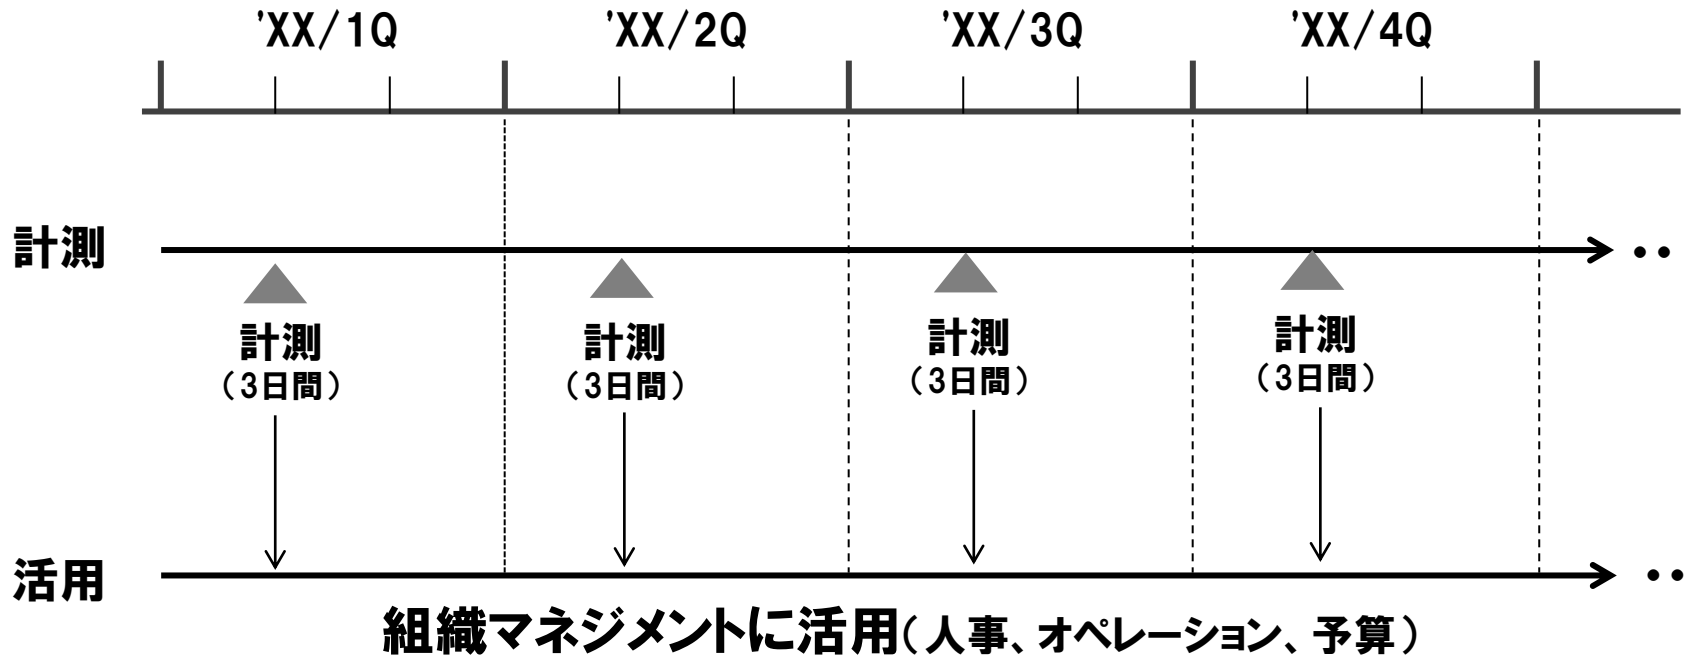 'XX/1Q 'XX/2Q 'XX/3Q 'XX/4Q
計測
計測 計測 計測 計測
(3日間) (3日間) (3日間) (3日間)
活用
組織マネジメントに活用(人事、オペレーション、予算)